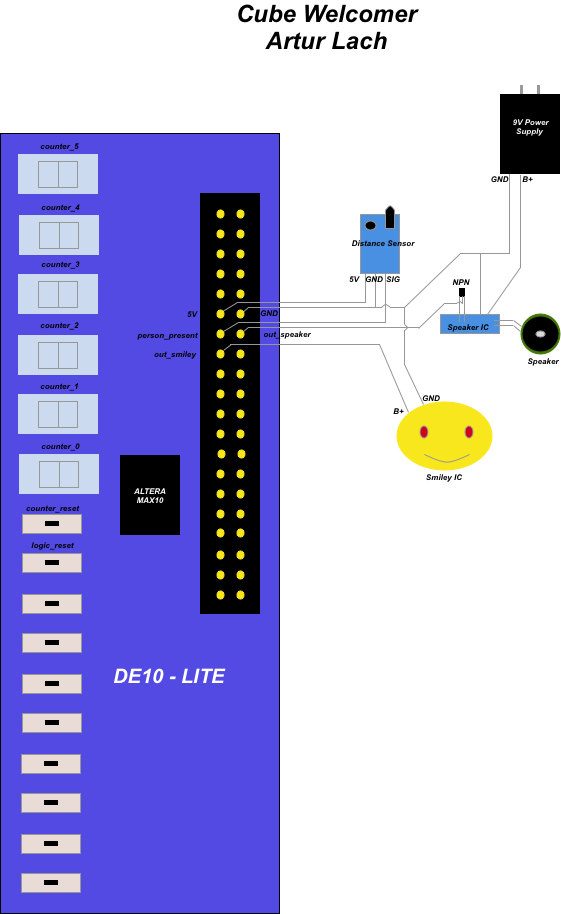 Cube Welcomer
Artur Lach
9V Power
Supply
GND B+
counter_5
counter_4
counter_3
counter_2
counter_1
counter_0
counter_reset
logic_reset
Distance Sensor
5V GND SIG
NPN
Speaker IC
Speaker
5V
GND
person_present
out_speaker
out_smiley
GND
B+
Smiley IC
ALTERA
MAX10
DE10 - LITE